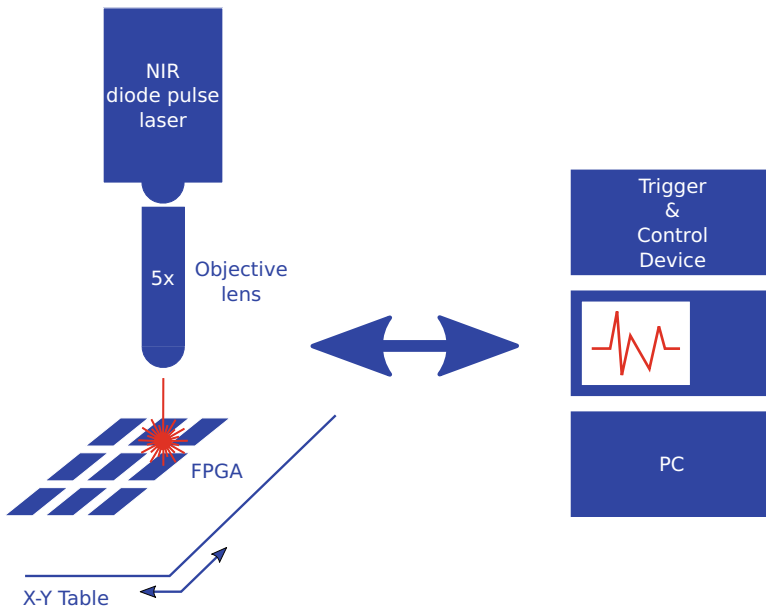 NIR
diode pulse
laser
5x
Objective
lens
FPGA
X-Y Table
Trigger
&
Control
Device
PC